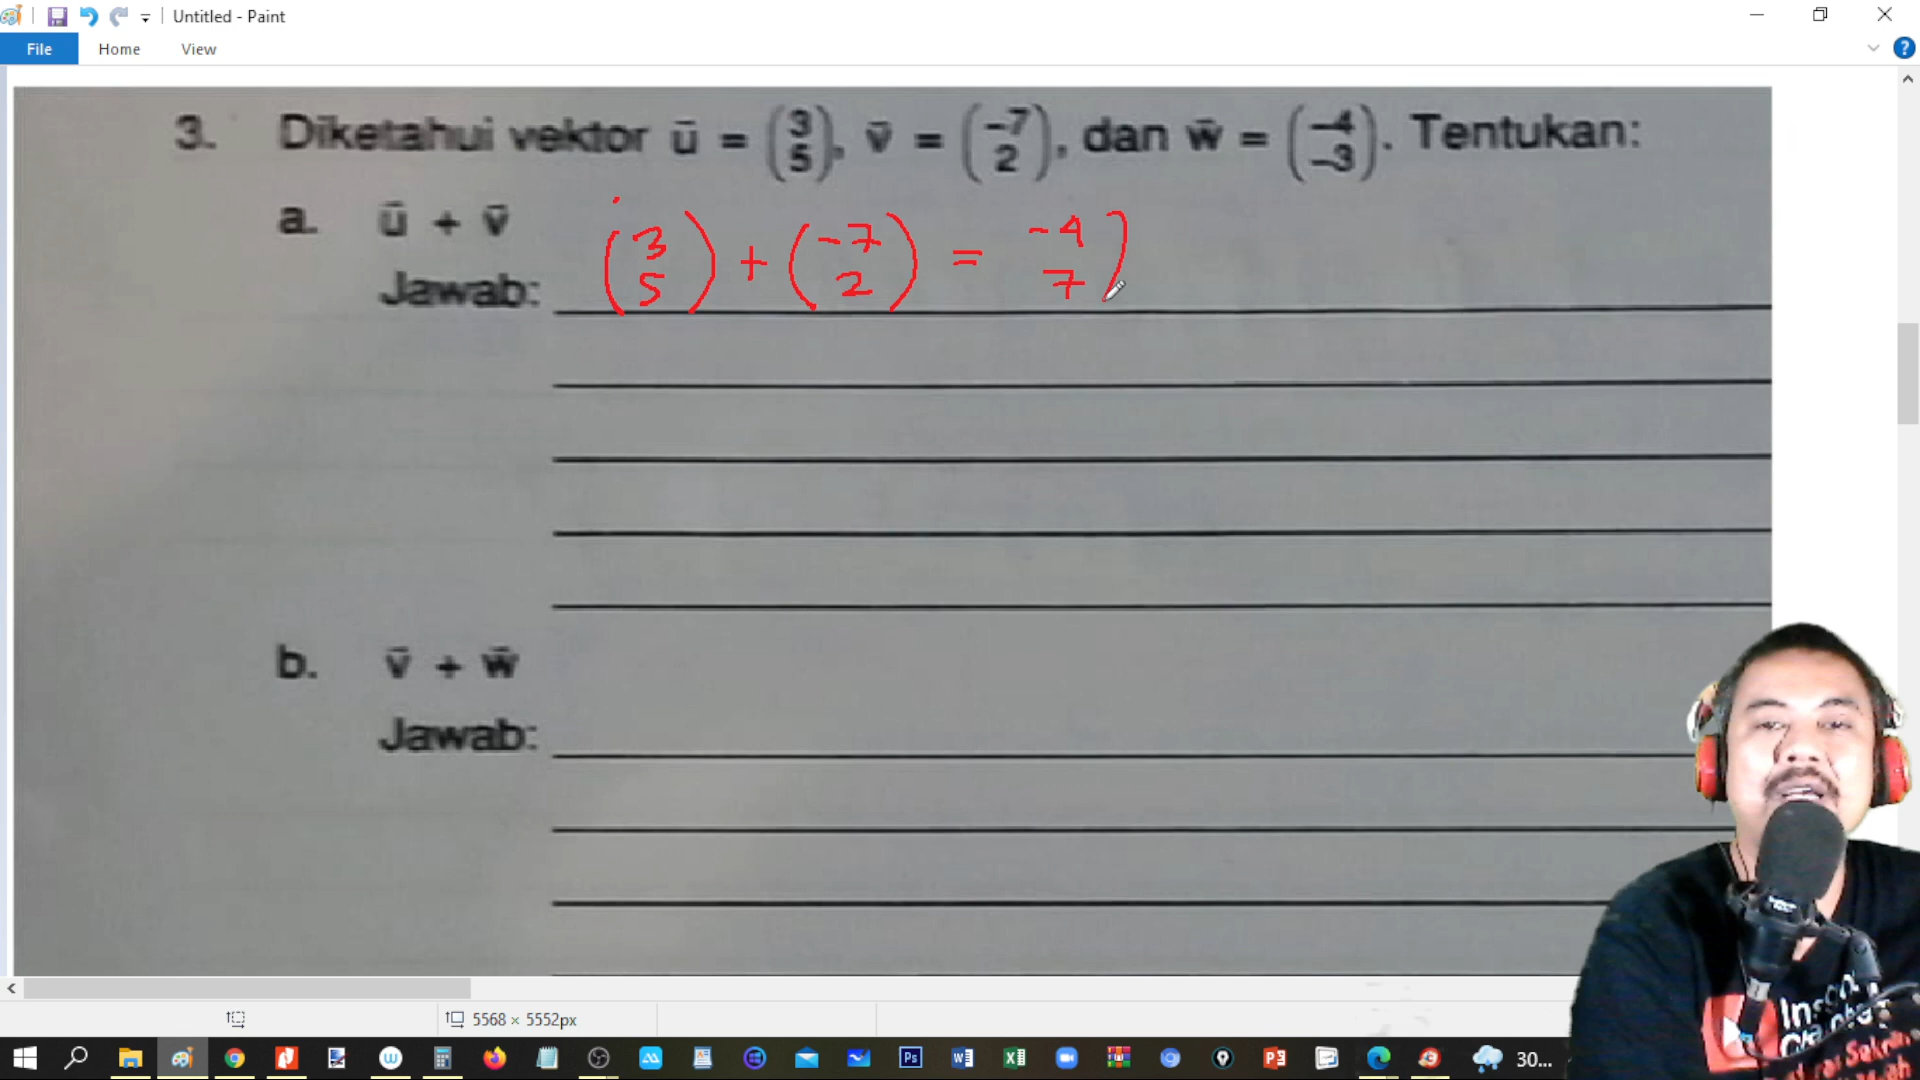 Untitled - Paint
File Home View
3. Diketahui vektor ū = (3 5), v̄ = (-7 2), dan w̄ = (-4 -3). Tentukan:
a. ū + v̄
(3 5) + (-7 2) = -4 7)
Jawab:
b. v̄ + w̄
Jawab:
5568 × 5552px
30...